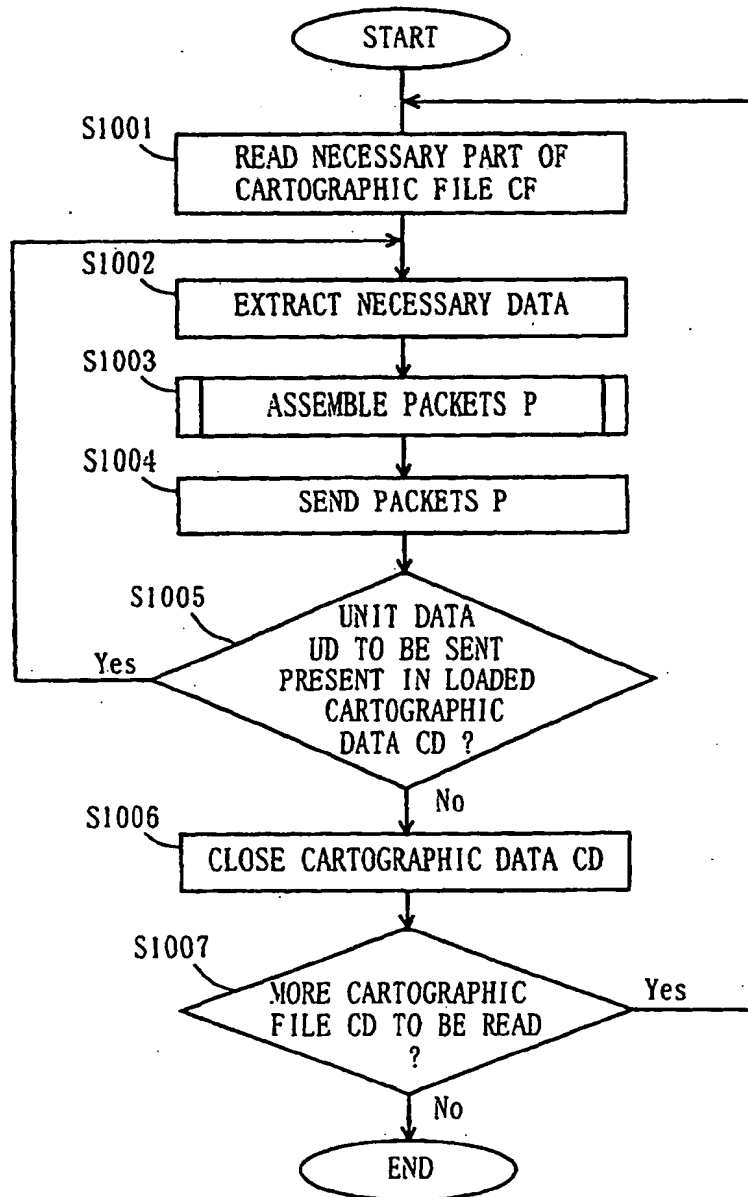 START
S1001
READ NECESSARY PART OF
CARTOGRAPHIC FILE CF
S1002
EXTRACT NECESSARY DATA
S1003
ASSEMBLE PACKETS P
S1004
SEND PACKETS P
S1005
UNIT DATA
UD TO BE SENT
PRESENT IN LOADED
CARTOGRAPHIC
DATA CD ?
Yes
No
S1006
CLOSE CARTOGRAPHIC DATA CD
S1007
MORE CARTOGRAPHIC
FILE CD TO BE READ
?
Yes
No
END